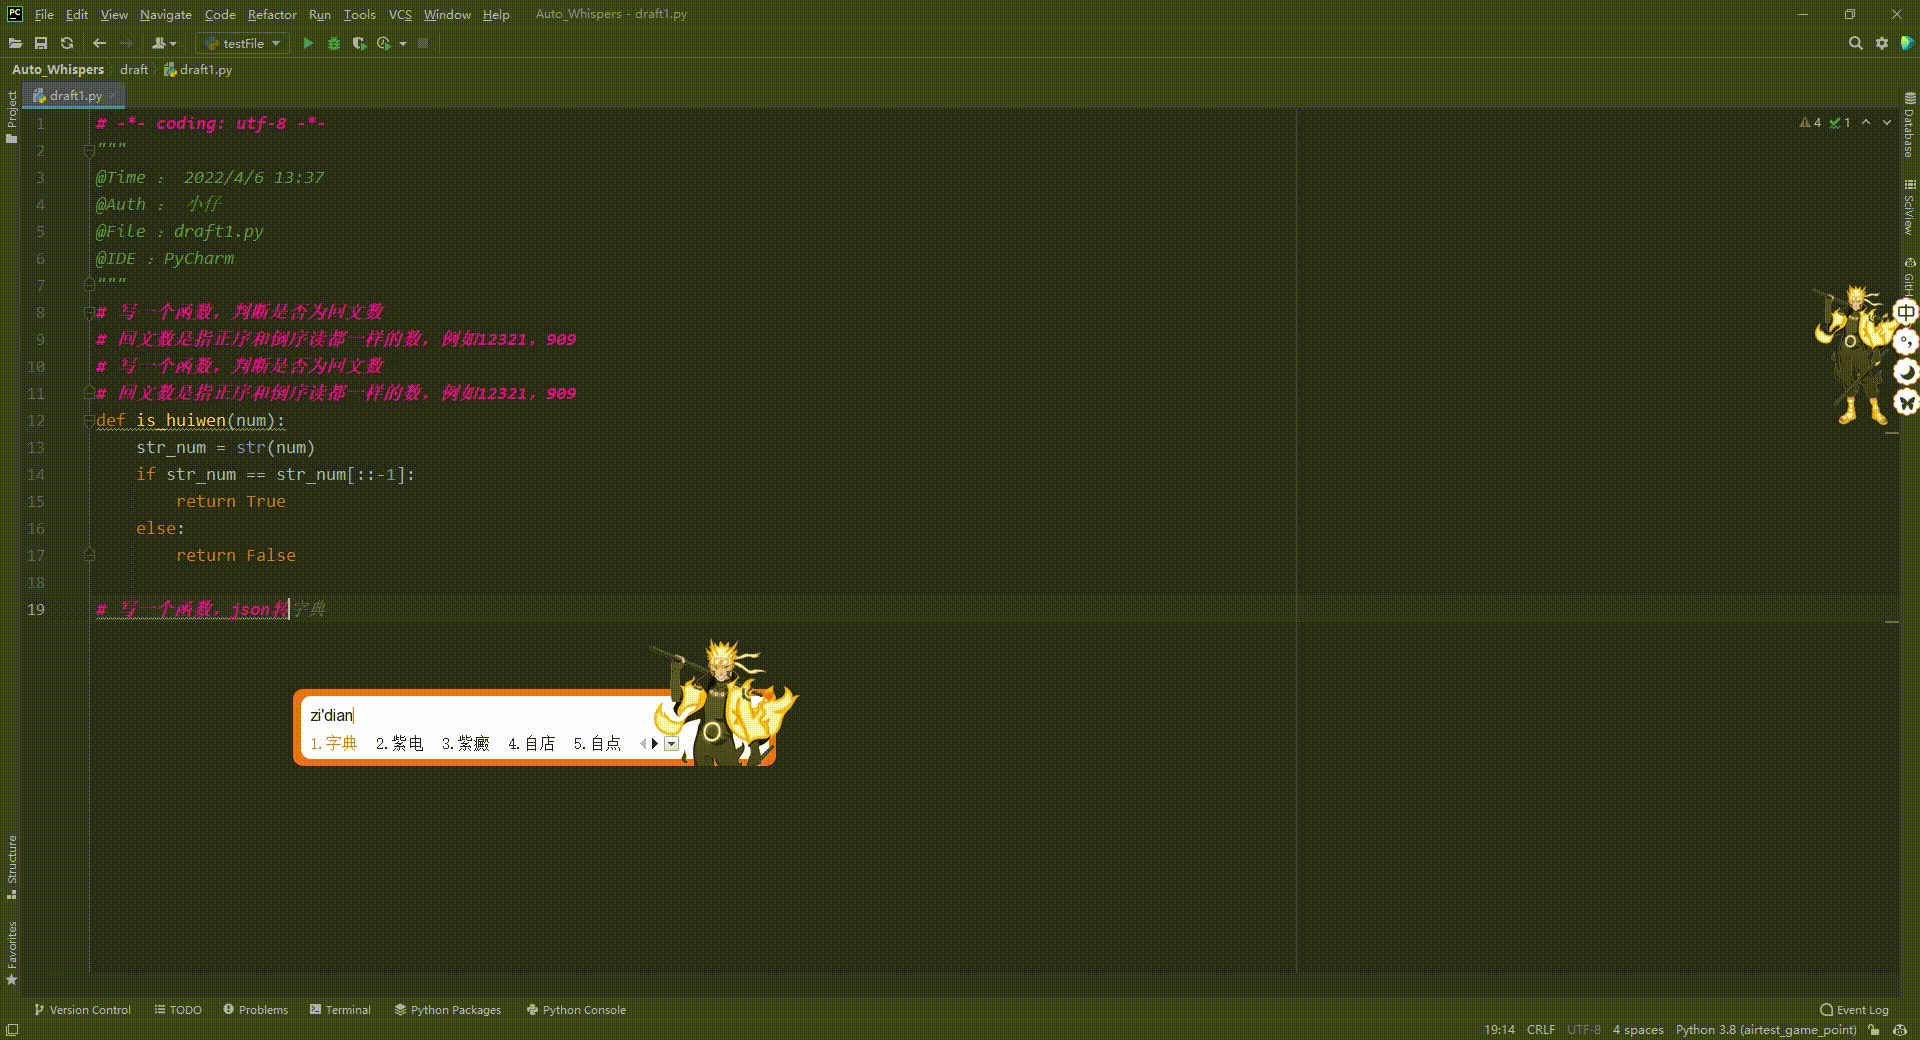 PC File Edit View Navigate Code Refactor Run Tools VCS Window Help Auto_Whispers - draft1.py
testFile
Auto_Whispers draft draft1.py
draft1.py
Project
1 # -*- coding: utf-8 -*-
2 """
3 @Time : 2022/4/6 13:37
4 @Auth : 小仔
5 @File :draft1.py
6 @IDE :PyCharm
7 """
8 # 写一个函数，判断是否为回文数
9 # 回文数是指正序和倒序读都一样的数，例如12321，909
10 # 写一个函数，判断是否为回文数
11 # 回文数是指正序和倒序读都一样的数，例如12321，909
12 def is_huiwen(num):
13 str_num = str(num)
14 if str_num == str_num[::-1]:
15 return True
16 else:
17 return False
18
19 # 写一个函数，json转字典
4 1
Database
SciView
GitH
中
zi'dian
1.字典 2.紫电 3.紫癜 4.自店 5.自点
Structure
Favorites
Version Control TODO Problems Terminal Python Packages Python Console Event Log
19:14 CRLF UTF-8 4 spaces Python 3.8 (airtest_game_point)